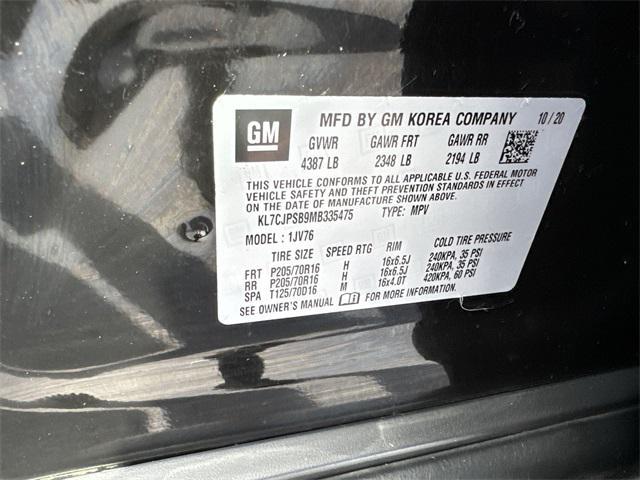 GM
MFD BY GM KOREA COMPANY 10/20
GVWR GAWR FRT GAWR RR
4387 LB 2348 LB 2194 LB
THIS VEHICLE CONFORMS TO ALL APPLICABLE U.S. FEDERAL MOTOR
VEHICLE SAFETY AND THEFT PREVENTION STANDARDS IN EFFECT
ON THE DATE OF MANUFACTURE SHOWN ABOVE.
KL7CJPSB9MB335475 TYPE: MPV
MODEL: 1JV76
TIRE SIZE SPEED RTG RIM COLD TIRE PRESSURE
FRT P205/70R16 H 16x6.5J 240KPA, 35 PSI
RR P205/70R16 H 16x6.5J 240KPA, 35 PSI
SPA T125/70D16 M 16x4.0T 420KPA, 60 PSI
SEE OWNER'S MANUAL FOR MORE INFORMATION.